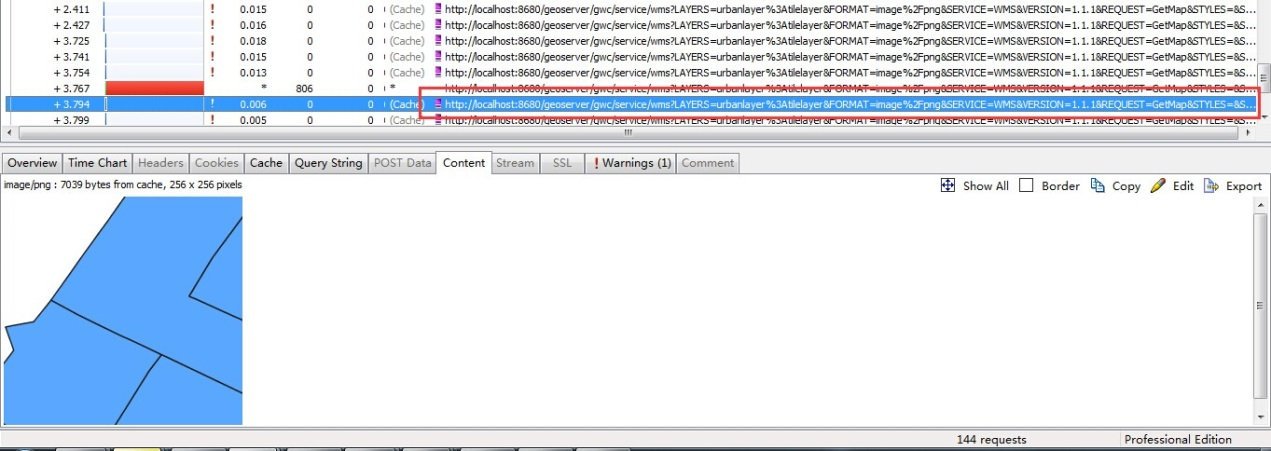 + 2.411 ! 0.015 0 0 (Cache) http://localhost:8680/geoserver/gwc/service/wms?LAYERS=urbanlayer%3Atilelayer&FORMAT=image%2Fpng&SERVICE=WMS&VERSION=1.1.1&REQUEST=GetMap&STYLES=&S...
+ 2.427 ! 0.016 0 0 (Cache) http://localhost:8680/geoserver/gwc/service/wms?LAYERS=urbanlayer%3Atilelayer&FORMAT=image%2Fpng&SERVICE=WMS&VERSION=1.1.1&REQUEST=GetMap&STYLES=&S...
+ 3.725 ! 0.018 0 0 (Cache) http://localhost:8680/geoserver/gwc/service/wms?LAYERS=urbanlayer%3Atilelayer&FORMAT=image%2Fpng&SERVICE=WMS&VERSION=1.1.1&REQUEST=GetMap&STYLES=&S...
+ 3.741 ! 0.015 0 0 (Cache) http://localhost:8680/geoserver/gwc/service/wms?LAYERS=urbanlayer%3Atilelayer&FORMAT=image%2Fpng&SERVICE=WMS&VERSION=1.1.1&REQUEST=GetMap&STYLES=&S...
+ 3.754 ! 0.013 0 0 (Cache) http://localhost:8680/geoserver/gwc/service/wms?LAYERS=urbanlayer%3Atilelayer&FORMAT=image%2Fpng&SERVICE=WMS&VERSION=1.1.1&REQUEST=GetMap&STYLES=&S...
+ 3.767 * 806 0 * http://localhost:8680/geoserver/gwc/service/wms?LAYERS=urbanlayer%3Atilelayer&FORMAT=image%2Fpng&SERVICE=WMS&VERSION=1.1.1&REQUEST=GetMap&STYLES=&S...
+ 3.794 ! 0.006 0 0 (Cache) http://localhost:8680/geoserver/gwc/service/wms?LAYERS=urbanlayer%3Atilelayer&FORMAT=image%2Fpng&SERVICE=WMS&VERSION=1.1.1&REQUEST=GetMap&STYLES=&S...
+ 3.799 ! 0.005 0 0 (Cache) http://localhost:8680/geoserver/gwc/service/wms?LAYERS=urbanlayer%3Atilelayer&FORMAT=image%2Fpng&SERVICE=WMS&VERSION=1.1.1&REQUEST=GetMap&STYLES=&S...
Overview Time Chart Headers Cookies Cache Query String POST Data Content Stream SSL ! Warnings (1) Comment
image/png : 7039 bytes from cache, 256 x 256 pixels Show All Border Copy Edit Export
144 requests Professional Edition